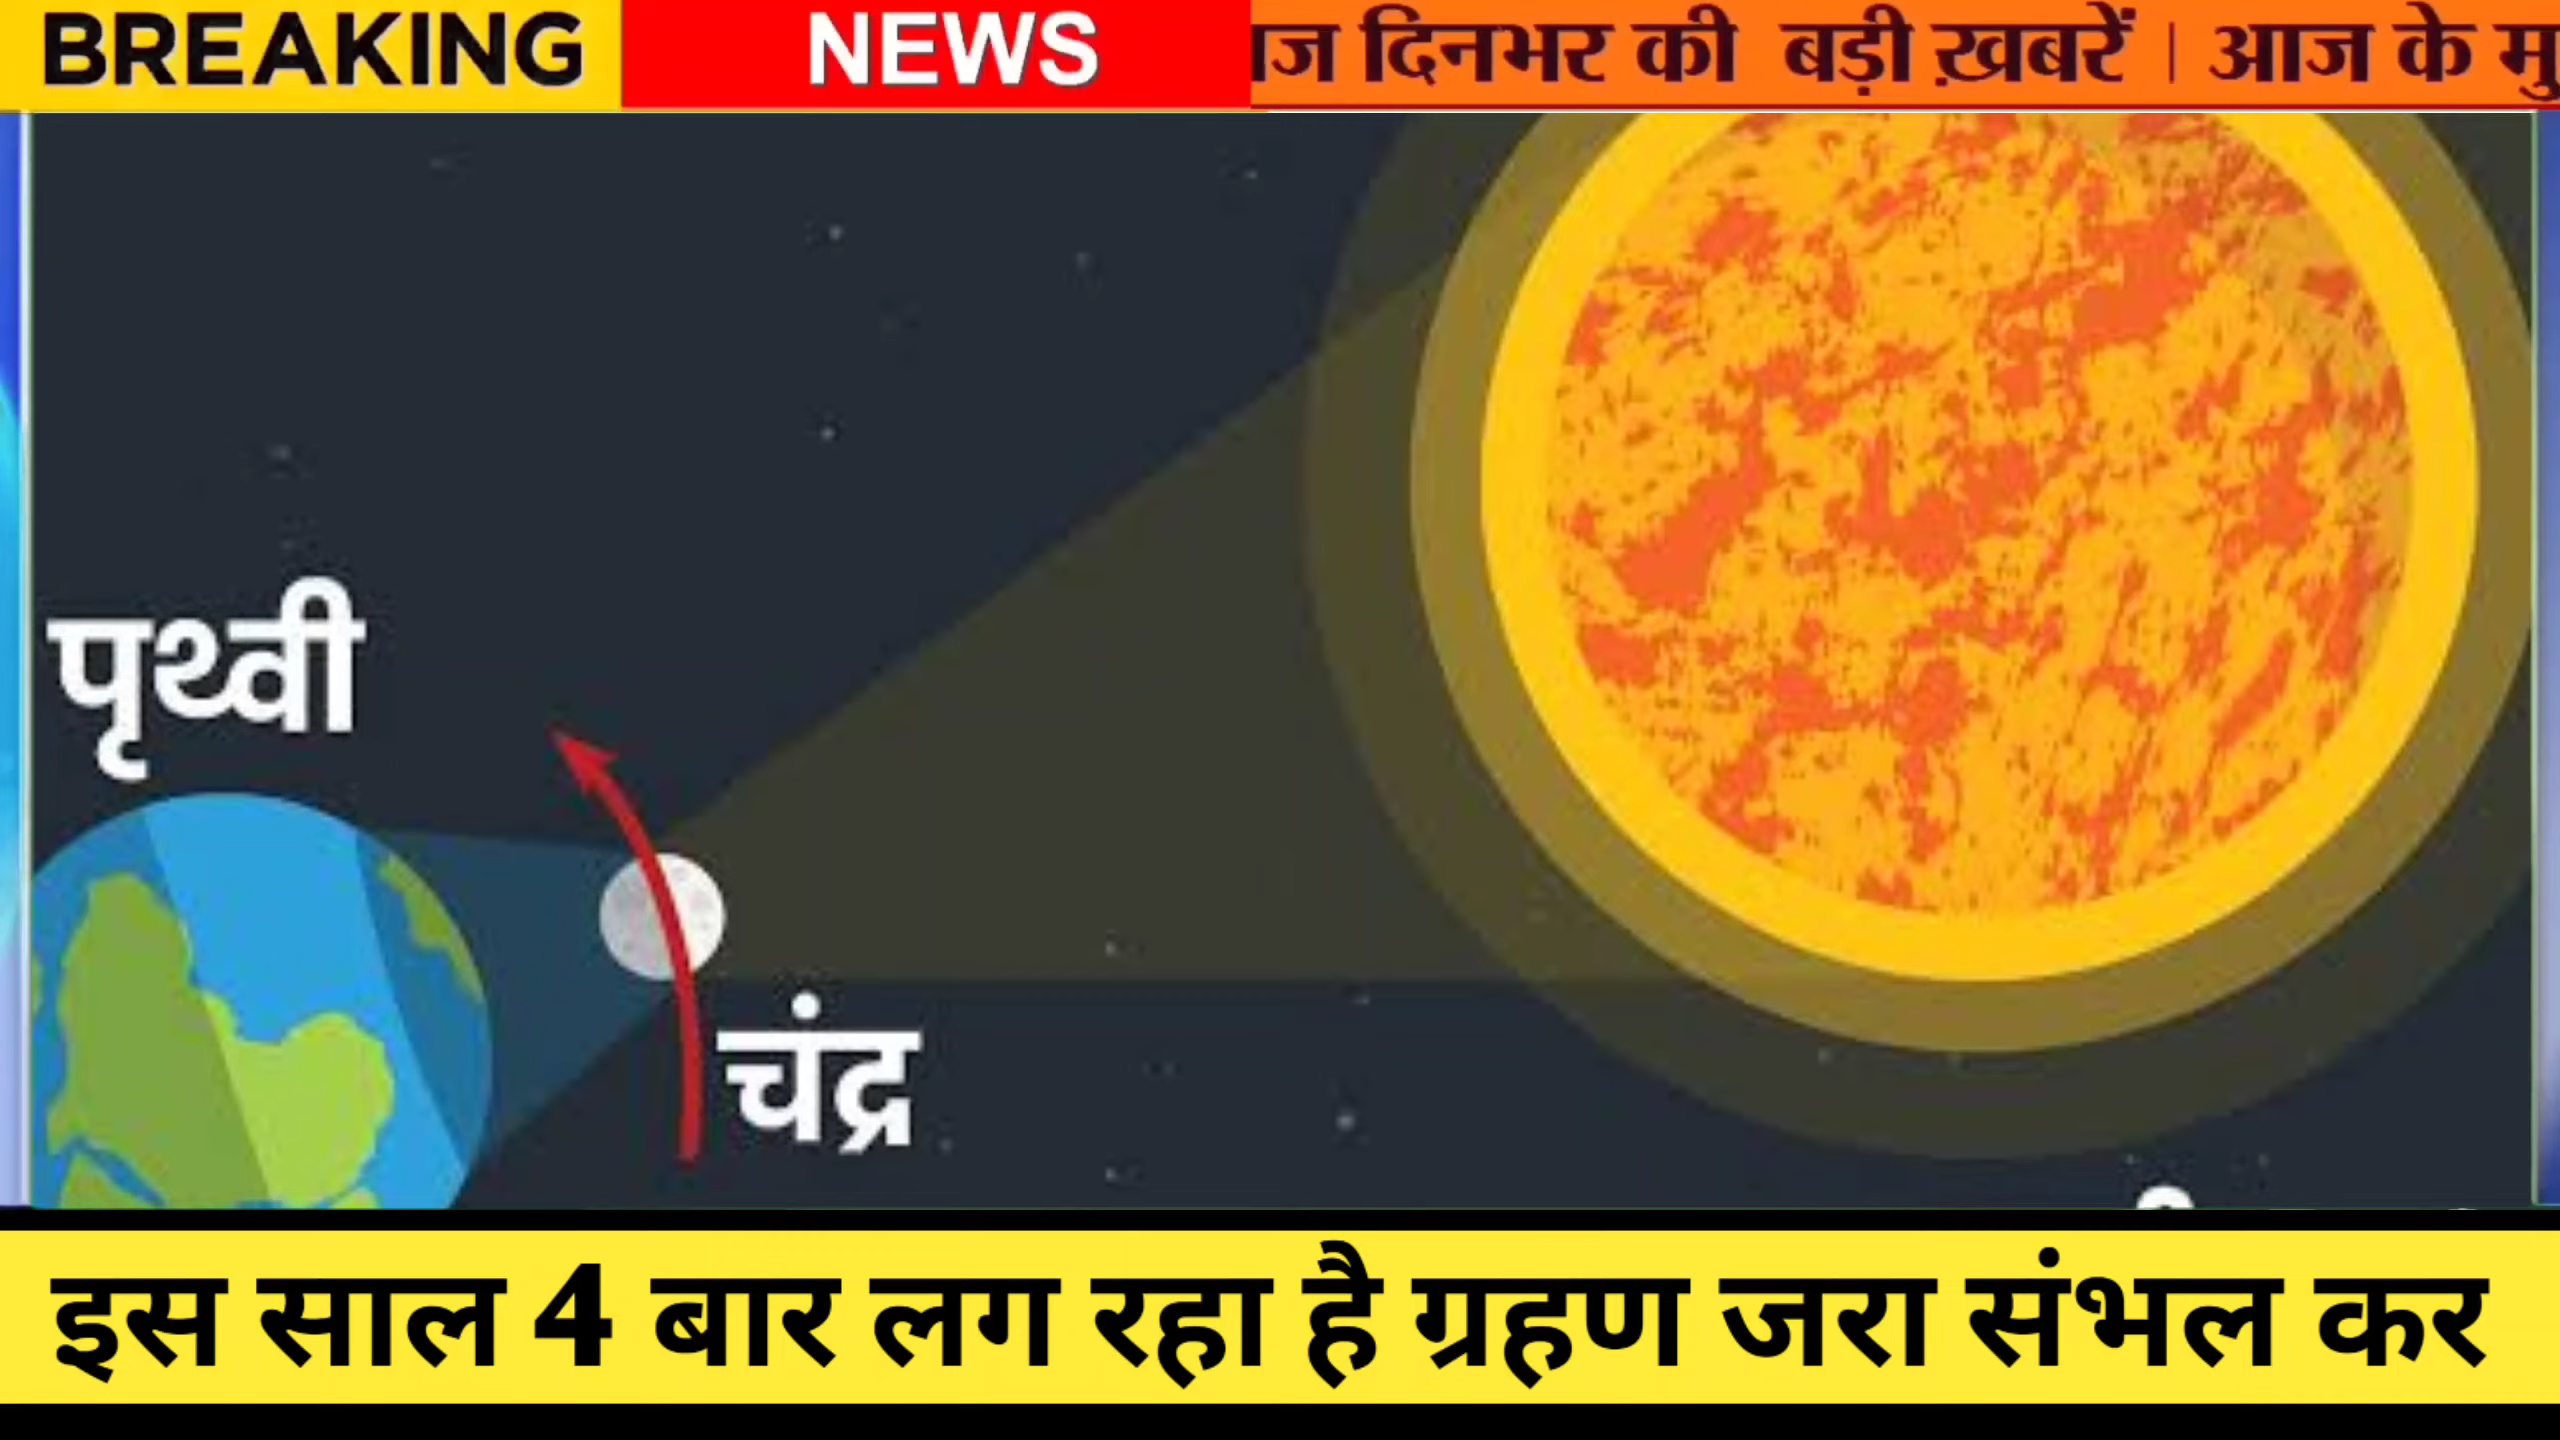 BREAKING NEWS दिनभर की बड़ी ख़बरें | आज के
पृथ्वी
चंद्र
इस साल 4 बार लग रहा है ग्रहण जरा संभल कर